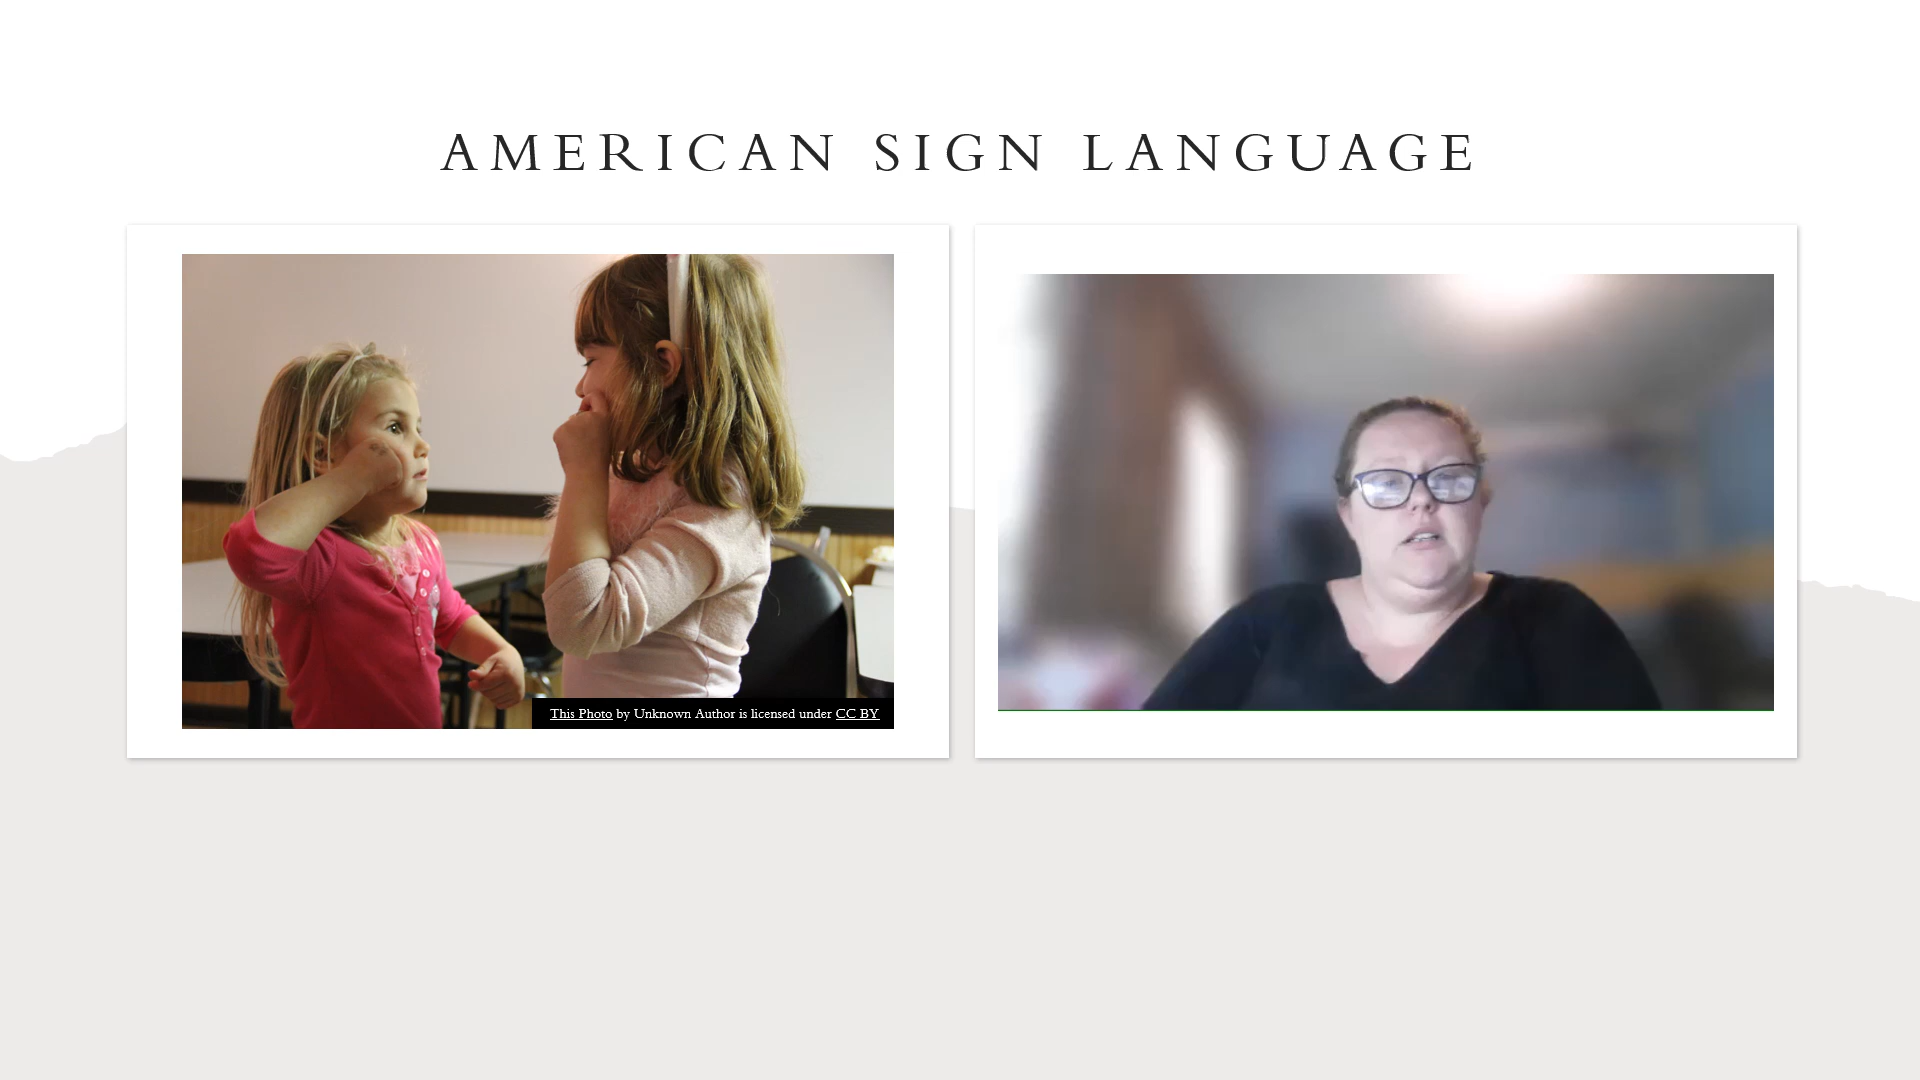 AMERICAN SIGN LANGUAGE
This Photo by Unknown Author is licensed under CC BY